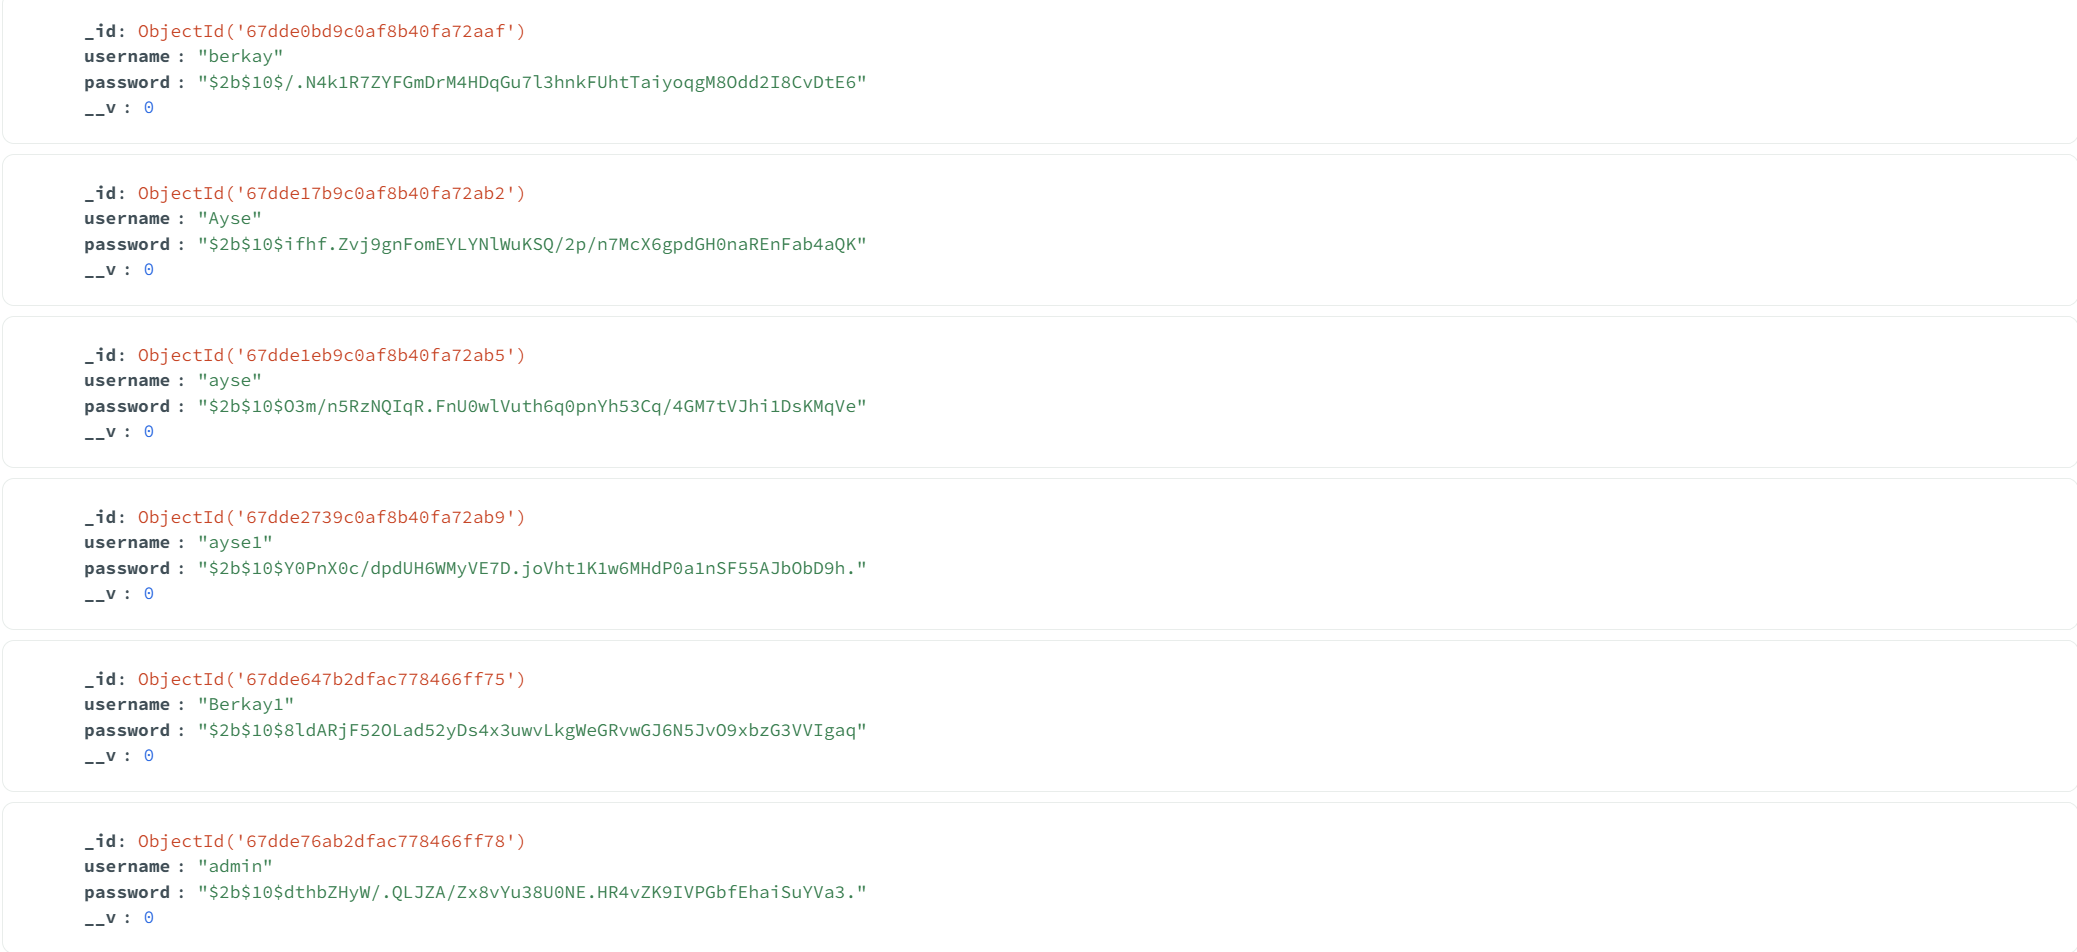 _id: ObjectId('67dde0bd9c0af8b40fa72aaf')
username : "berkay"
password : "$2b$10$/.N4k1R7ZYFGmDrM4HDqGu7l3hnkFUhtTaiyoqgM8Odd2I8CvDtE6"
__v : 0
_id: ObjectId('67dde17b9c0af8b40fa72ab2')
username : "Ayse"
password : "$2b$10$ifhf.Zvj9gnFomEYLYNlWuKSQ/2p/n7McX6gpdGH0naREnFab4aQK"
__v : 0
_id: ObjectId('67dde1eb9c0af8b40fa72ab5')
username : "ayse"
password : "$2b$10$O3m/n5RzNQIqR.FnU0wlVuth6q0pnYh53Cq/4GM7tVJhi1DsKMqVe"
__v : 0
_id: ObjectId('67dde2739c0af8b40fa72ab9')
username : "ayse1"
password : "$2b$10$Y0PnX0c/dpdUH6WMyVE7D.joVht1K1w6MHdP0a1nSF55AJbObD9h."
__v : 0
_id: ObjectId('67dde647b2dfac778466ff75')
username : "Berkay1"
password : "$2b$10$8ldARjF52OLad52yDs4x3uwvLkgWeGRvwGJ6N5JvO9xbzG3VVIgaq"
__v : 0
_id: ObjectId('67dde76ab2dfac778466ff78')
username : "admin"
password : "$2b$10$dthbZHyW/.QLJZA/Zx8vYu38U0NE.HR4vZK9IVPGbfEhaiSuYVa3."
__v : 0